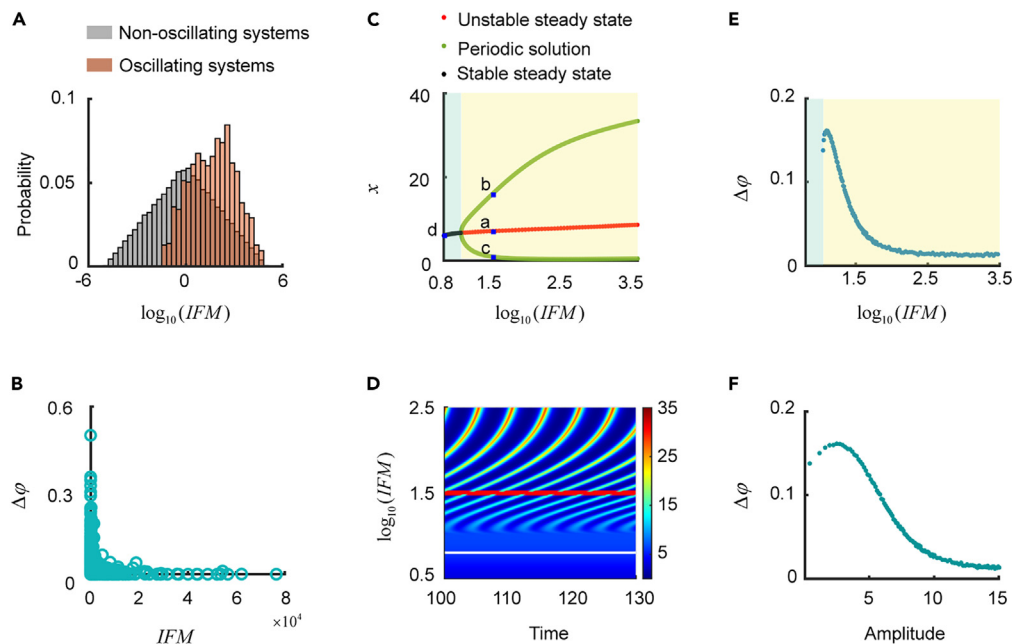 A
Non-oscillating systems
Oscillating systems
0.1
0.05
0
Probability
-6
0
6
log10(IFM)
B
0.6
0.3
0
Δφ
0
2
4
6
80
×10^4
IFM
C
Unstable steady state
Periodic solution
Stable steady state
40
20
0
x
b
a
c
d
0.8
1.5
2.5
3.5
log10(IFM)
D
2.5
1.5
0.5
log10(IFM)
100
110
120
130
Time
35
25
15
5
E
0.2
0.1
0
Δφ
1.5
2.5
3.5
log10(IFM)
F
0.2
0.1
0
Δφ
5
10
15
Amplitude